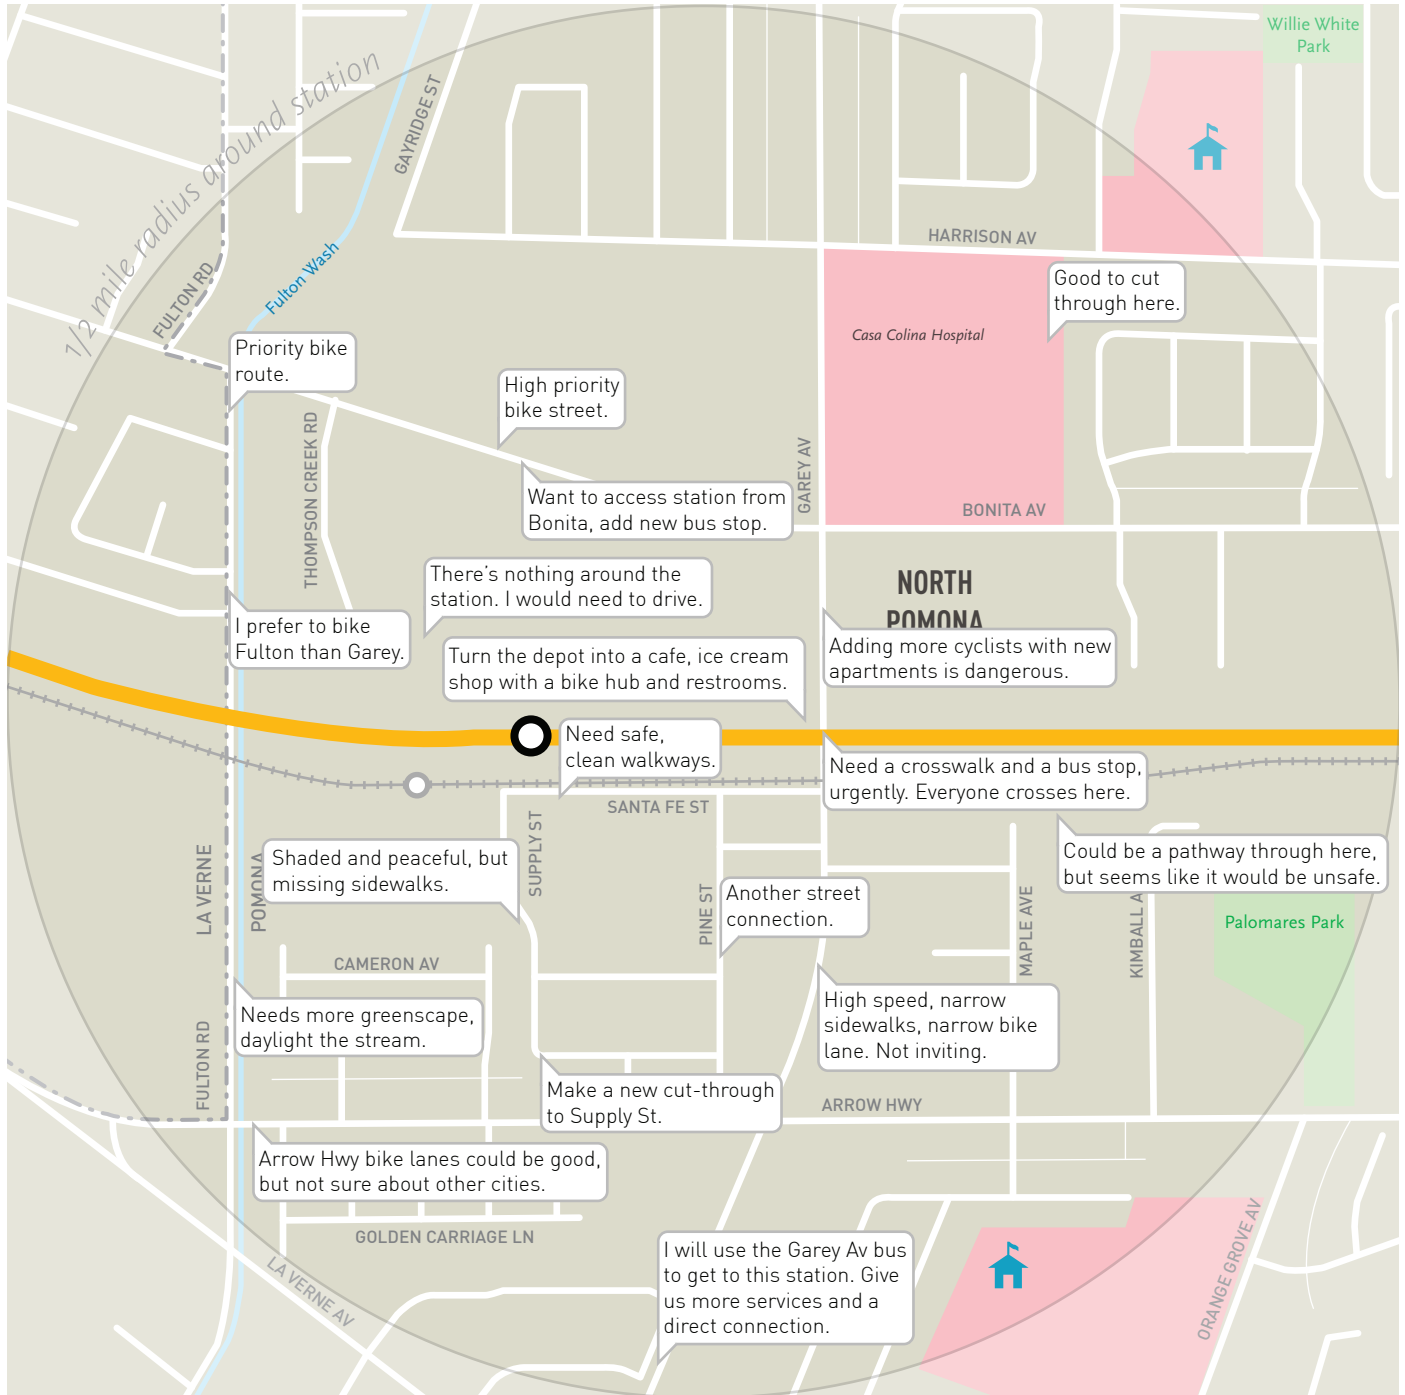 Willie White
Park
1/2 mile radius around station
GAYRIDGE ST
HARRISON AV
Fulton Wash
FULTON RD
Good to cut
through here.
Casa Colina Hospital
Priority bike
route.
High priority
bike street.
THOMPSON CREEK RD
GAREY AV
Want to access station from
Bonita, add new bus stop.
BONITA AV
There's nothing around the
station. I would need to drive.
NORTH
POMONA
I prefer to bike
Fulton than Garey.
Adding more cyclists with new
apartments is dangerous.
Turn the depot into a cafe, ice cream
shop with a bike hub and restrooms.
Need safe,
clean walkways.
Need a crosswalk and a bus stop,
urgently. Everyone crosses here.
SANTA FE ST
SUPPLY ST
LA VERNE
POMONA
Shaded and peaceful, but
missing sidewalks.
Could be a pathway through here,
but seems like it would be unsafe.
PINE ST
Another street
connection.
MAPLE AVE
KIMBALL A
Palomares Park
CAMERON AV
Needs more greenscape,
daylight the stream.
High speed, narrow
sidewalks, narrow bike
lane. Not inviting.
FULTON RD
Make a new cut-through
to Supply St.
ARROW HWY
Arrow Hwy bike lanes could be good,
but not sure about other cities.
GOLDEN CARRIAGE LN
LA VERNE AV
I will use the Garey Av bus
to get to this station. Give
us more services and a
direct connection.
ORANGE GROVE AV